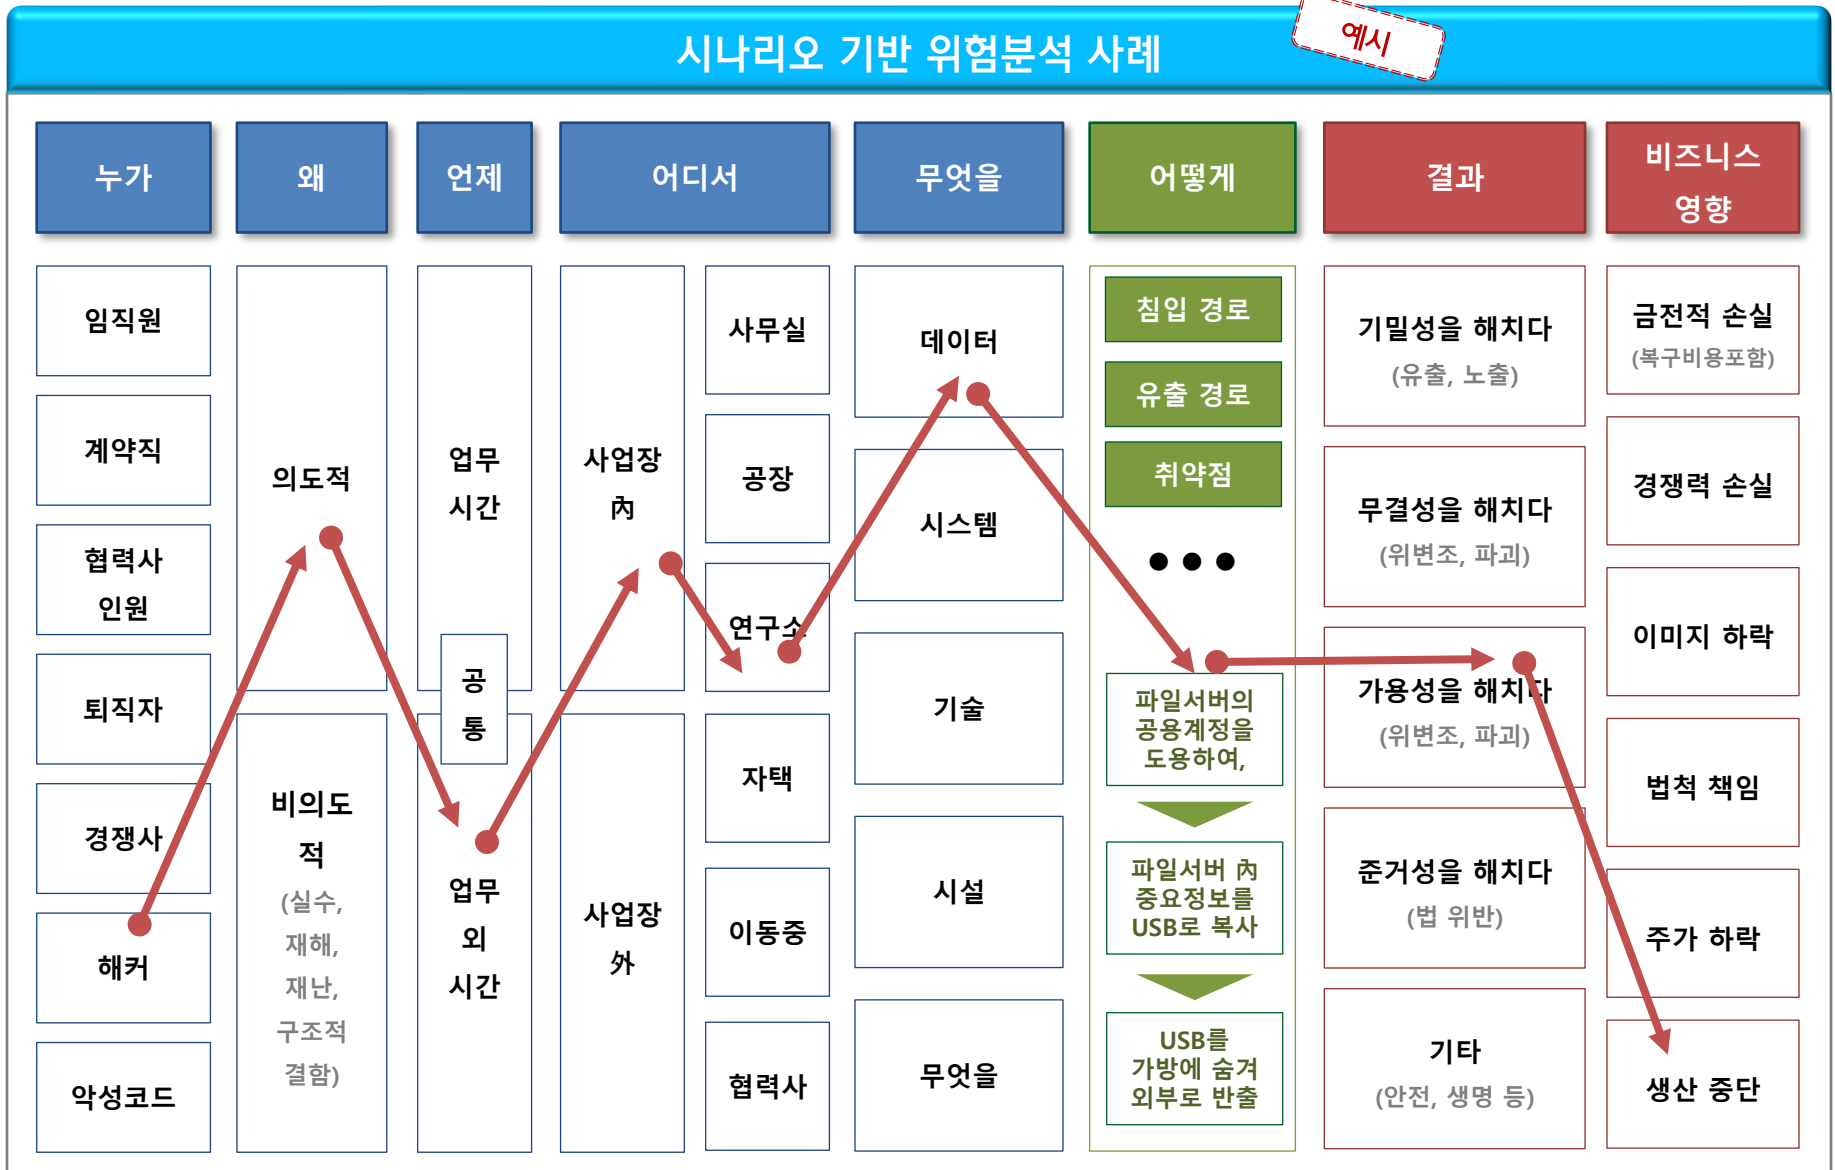 시나리오 기반 위험분석 사례
예시
누가
왜
언제
어디서
무엇을
어떻게
결과
비즈니스
영향
임직원
계약직
협력사
인원
퇴직자
경쟁사
해커
악성코드
의도적
비의도
적
(실수,
재해,
재난,
구조적
결함)
업무
시간
공
통
업무
외
시간
사업장
內
사업장
外
사무실
공장
연구소
자택
이동중
협력사
데이터
시스템
기술
시설
무엇을
침입 경로
유출 경로
취약점
●●●
파일서버의
공용계정을
도용하여,
파일서버 內
중요정보를
USB로 복사
USB를
가방에 숨겨
외부로 반출
기밀성을 해치다
(유출, 노출)
무결성을 해치다
(위변조, 파괴)
가용성을 해치다
(위변조, 파괴)
준거성을 해치다
(법 위반)
기타
(안전, 생명 등)
금전적 손실
(복구비용포함)
경쟁력 손실
이미지 하락
법척 책임
주가 하락
생산 중단